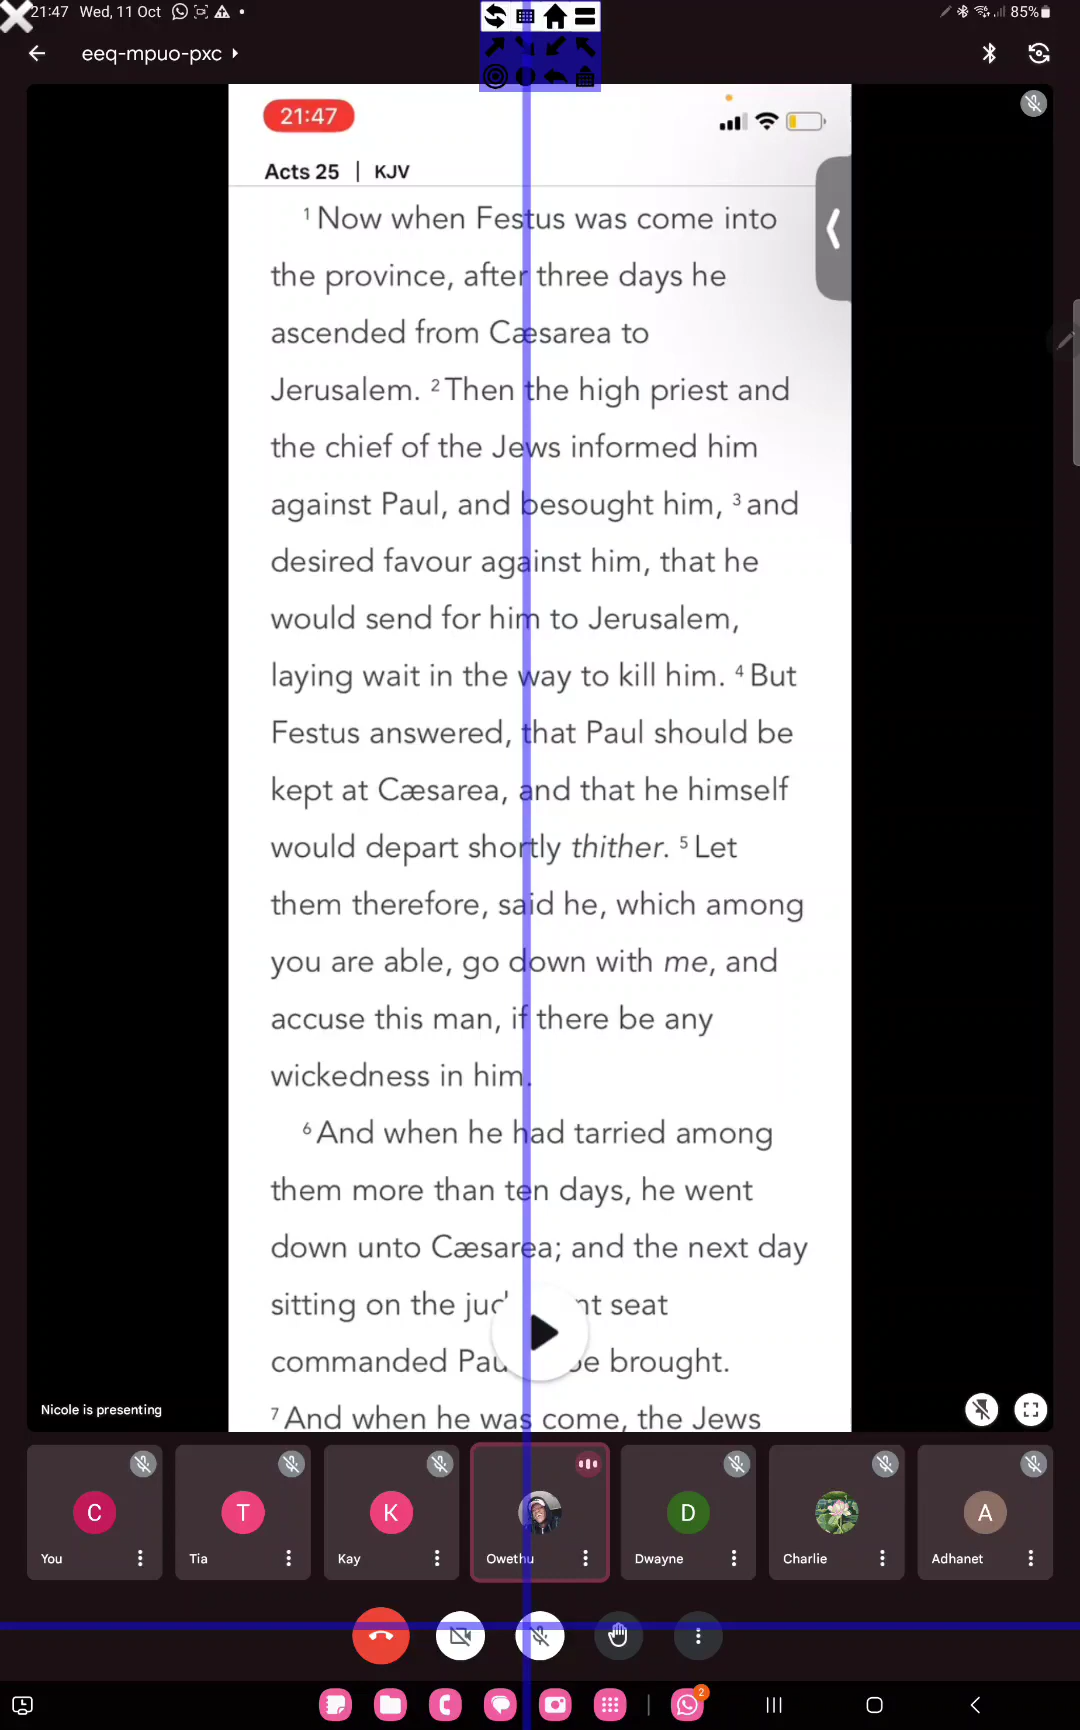 21:47 Wed, 11 Oct
85%
eeq-mpuo-pxc
21:47
Acts 25 | KJV
1 Now when Festus was come into
the province, after three days he
ascended from Cæsarea to
Jerusalem. 2 Then the high priest and
the chief of the Jews informed him
against Paul, and besought him, 3 and
desired favour against him, that he
would send for him to Jerusalem,
laying wait in the way to kill him. 4 But
Festus answered, that Paul should be
kept at Cæsarea, and that he himself
would depart shortly thither. 5 Let
them therefore, said he, which among
you are able, go down with me, and
accuse this man, if there be any
wickedness in him.
6 And when he had tarried among
them more than ten days, he went
down unto Cæsarea; and the next day
sitting on the seat
commanded be brought.
7 And when he was come, the Jews
Nicole is presenting
C T K D A
You Tia Kay Owethu Dwayne Charlie Adhanet
2